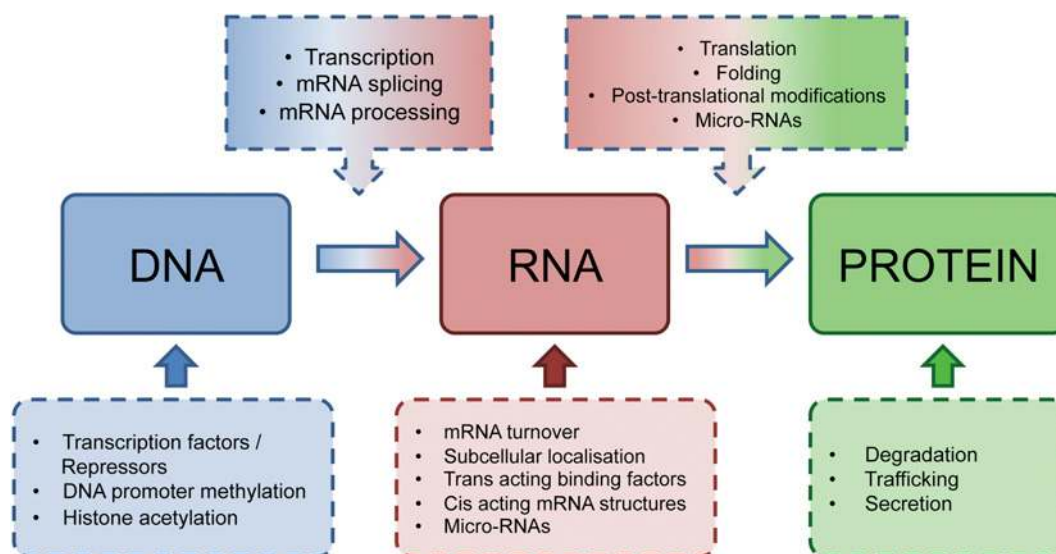 • Transcription
• mRNA splicing
• mRNA processing
• Translation
• Folding
• Post-translational modifications
• Micro-RNAs
DNA
RNA
PROTEIN
• Transcription factors /
Repressors
• DNA promoter methylation
• Histone acetylation
• mRNA turnover
• Subcellular localisation
• Trans acting binding factors
• Cis acting mRNA structures
• Micro-RNAs
• Degradation
• Trafficking
• Secretion